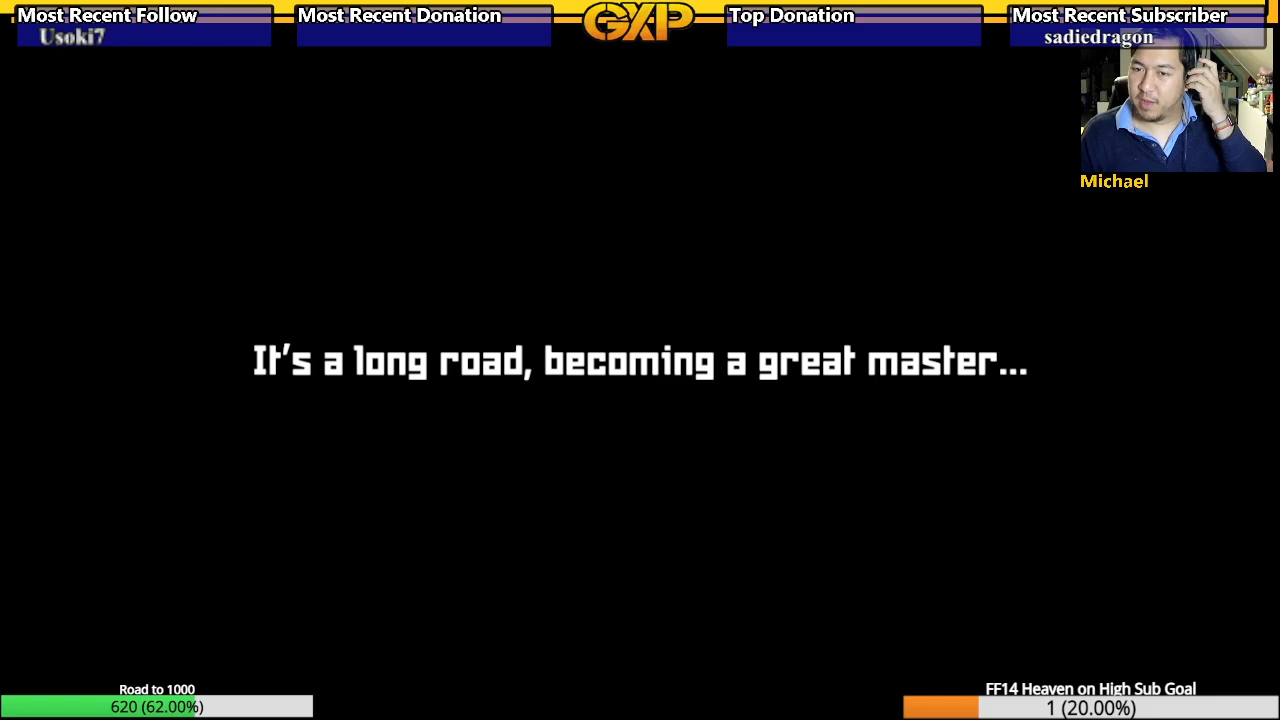 Most Recent Follow
Usoki7
Most Recent Donation
GXP
Top Donation
Most Recent Subscriber
sadiedragon
Michael
It's a long road, becoming a great master...
Road to 1000
620 (62.00%)
FF14 Heaven on High Sub Goal
1 (20.00%)